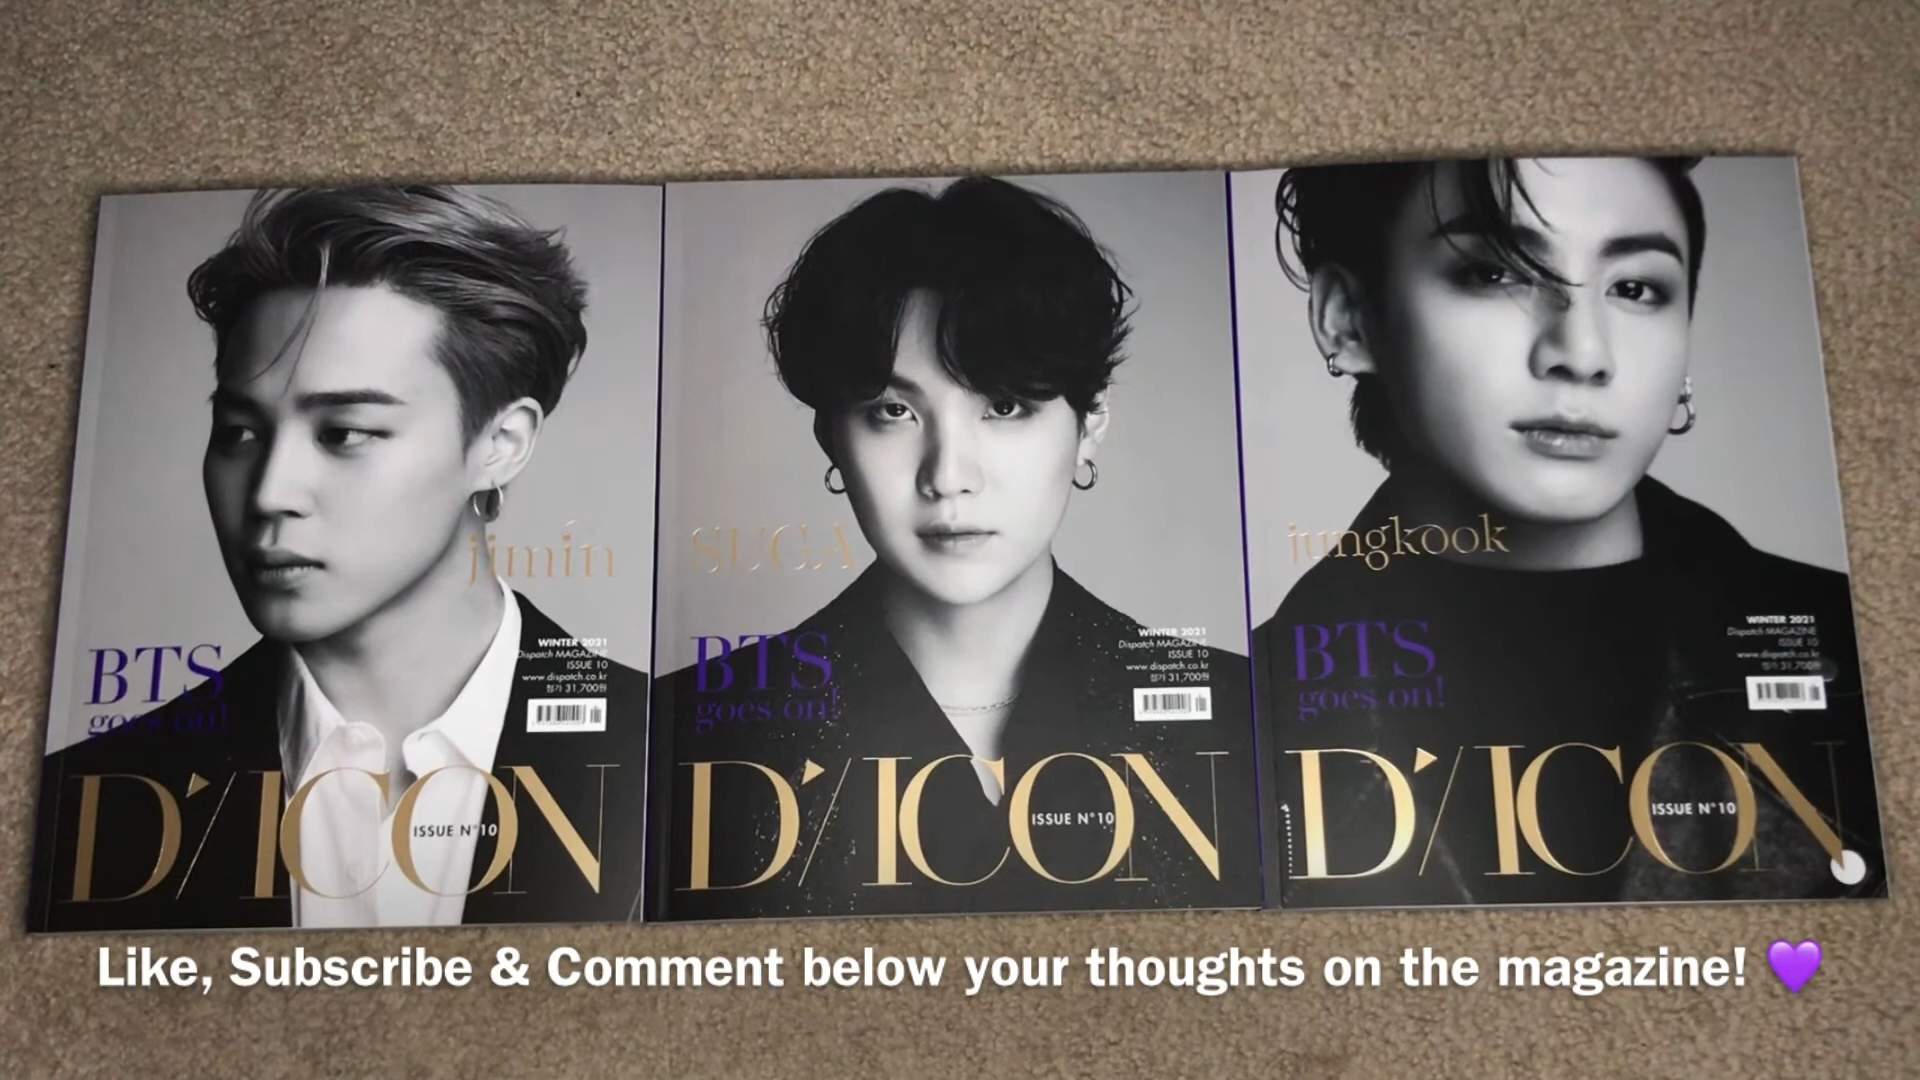 jimin
BTS
goes on!
WINTER 2021
Dispatch MAGAZINE
ISSUE 10
www.dispatch.co.kr
정가 31,700원
D'/ICON
ISSUE N°10
SUGA
BTS
goes on!
WINTER 2021
Dispatch MAGAZINE
ISSUE 10
www.dispatch.co.kr
정가 31,700원
D'/ICON
ISSUE N°10
jungkook
BTS
goes on!
WINTER 2021
Dispatch MAGAZINE
ISSUE 10
www.dispatch.co.kr
정가 31,700원
D'/ICON
ISSUE N°10
Like, Subscribe & Comment below your thoughts on the magazine! 💜